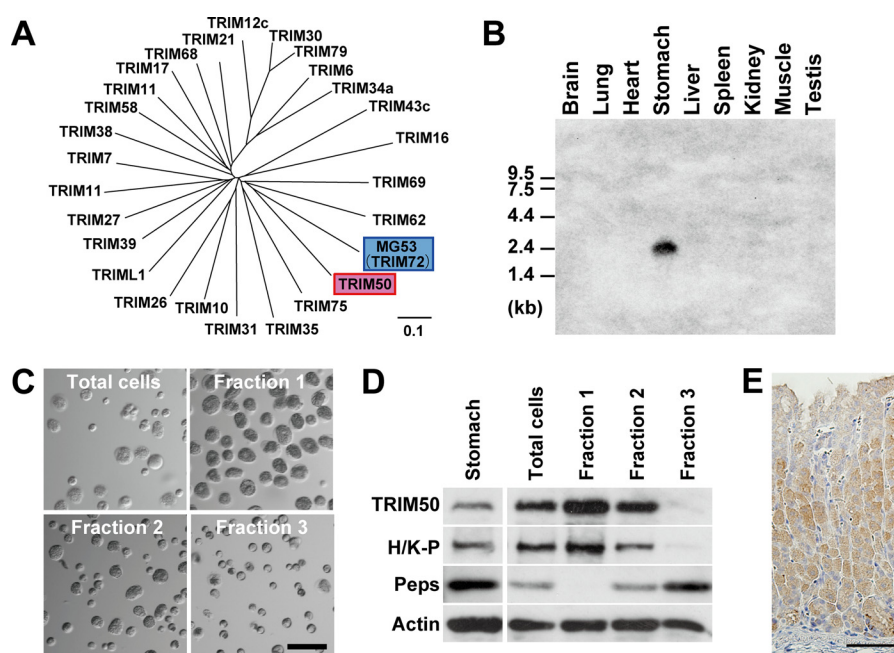 A
TRIM12c
TRIM30
TRIM21
TRIM79
TRIM68
TRIM6
TRIM17
TRIM34a
TRIM11
TRIM43c
TRIM58
TRIM38
TRIM16
TRIM7
TRIM69
TRIM11
TRIM62
TRIM27
MG53
(TRIM72)
TRIM39
TRIM50
TRIML1
TRIM75
TRIM26
TRIM10
TRIM31
TRIM35
0.1
B
Brain
Lung
Heart
Stomach
Liver
Spleen
Kidney
Muscle
Testis
9.5
7.5
4.4
2.4
1.4
(kb)
C
Total cells
Fraction 1
Fraction 2
Fraction 3
D
Stomach
Total cells
Fraction 1
Fraction 2
Fraction 3
TRIM50
H/K-P
Peps
Actin
E